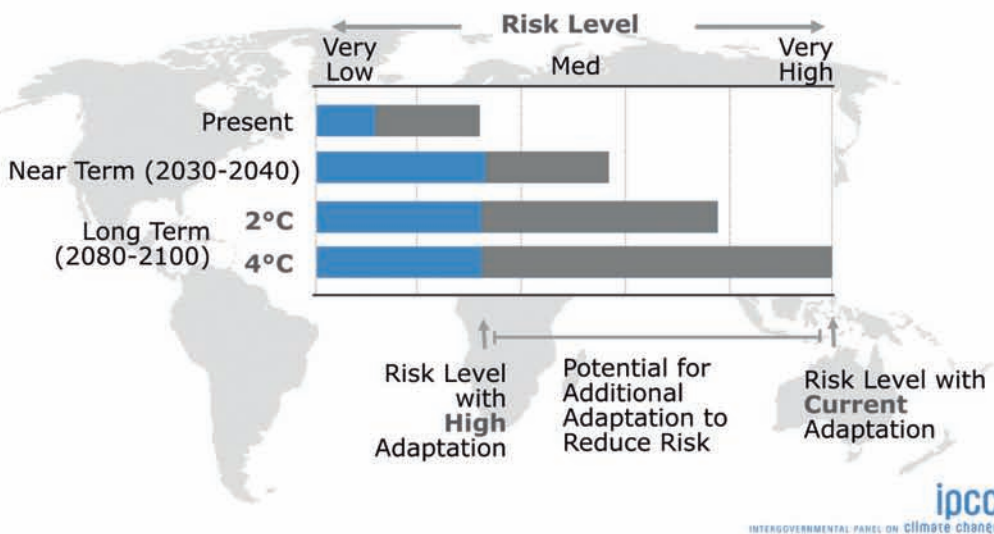 Risk Level
Very
Low
Med
Very
High
Present
Near Term (2030-2040)
Long Term
(2080-2100)
2°C
4°C
Risk Level
with
High
Adaptation
Potential for
Additional
Adaptation to
Reduce Risk
Risk Level with
Current
Adaptation
ipcc
INTERGOVERNMENTAL PANEL ON climate change